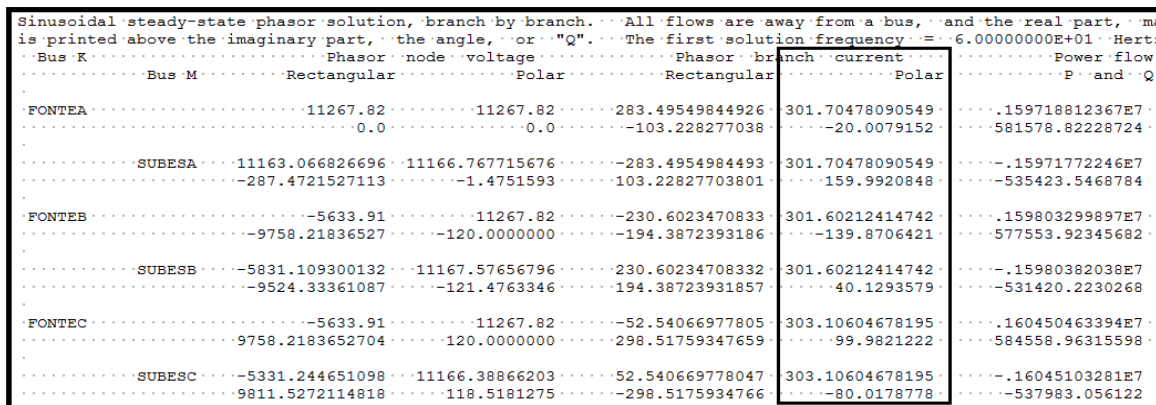 Sinusoidal steady-state phasor solution, branch by branch. All flows are away from a bus, and the real part, ma
is printed above the imaginary part, the angle, or "Q". The first solution frequency = 6.00000000E+01 Hertz
Bus K Phasor node voltage Phasor branch current Power flow
Bus M Rectangular Polar Rectangular Polar P and Q
FONTEA 11267.82 11267.82 283.49549844926 301.70478090549 .159718812367E7
0.0 0.0 -103.228277038 -20.0079152 581578.82228724
SUBESA 11163.066826696 11166.767715676 -283.4954984493 301.70478090549 -.15971772246E7
-287.4721527113 -1.4751593 103.22827703801 159.9920848 -535423.5468784
FONTEB -5633.91 11267.82 -230.6023470833 301.60212414742 .159803299897E7
-9758.21836527 -120.0000000 -194.3872393186 -139.8706421 577553.92345682
SUBESB -5831.109300132 11167.57656796 230.60234708332 301.60212414742 -.15980382038E7
-9524.33361087 -121.4763346 194.38723931857 40.1293579 -531420.2230268
FONTEC -5633.91 11267.82 -52.54066977805 303.10604678195 .160450463394E7
9758.2183652704 120.0000000 298.51759347659 99.9821222 584558.96315598
SUBESC -5331.244651098 11166.38866203 52.540669778047 303.10604678195 -.16045103281E7
9811.5272114818 118.5181275 -298.5175934766 -80.0178778 -537983.056122